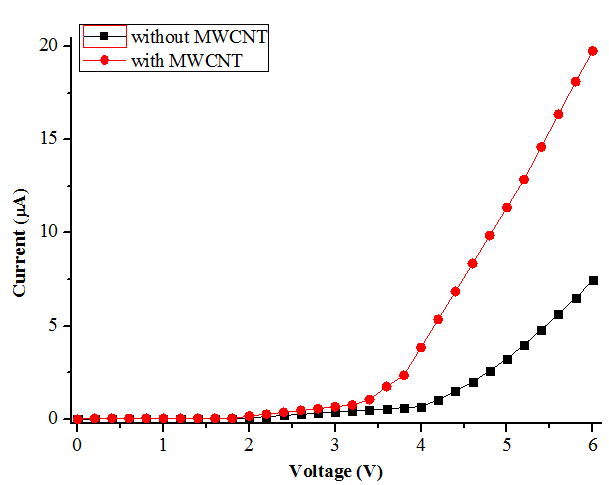 without MWCNT
with MWCNT
20
15
10
5
0
Current (μA)
0 1 2 3 4 5 6
Voltage (V)